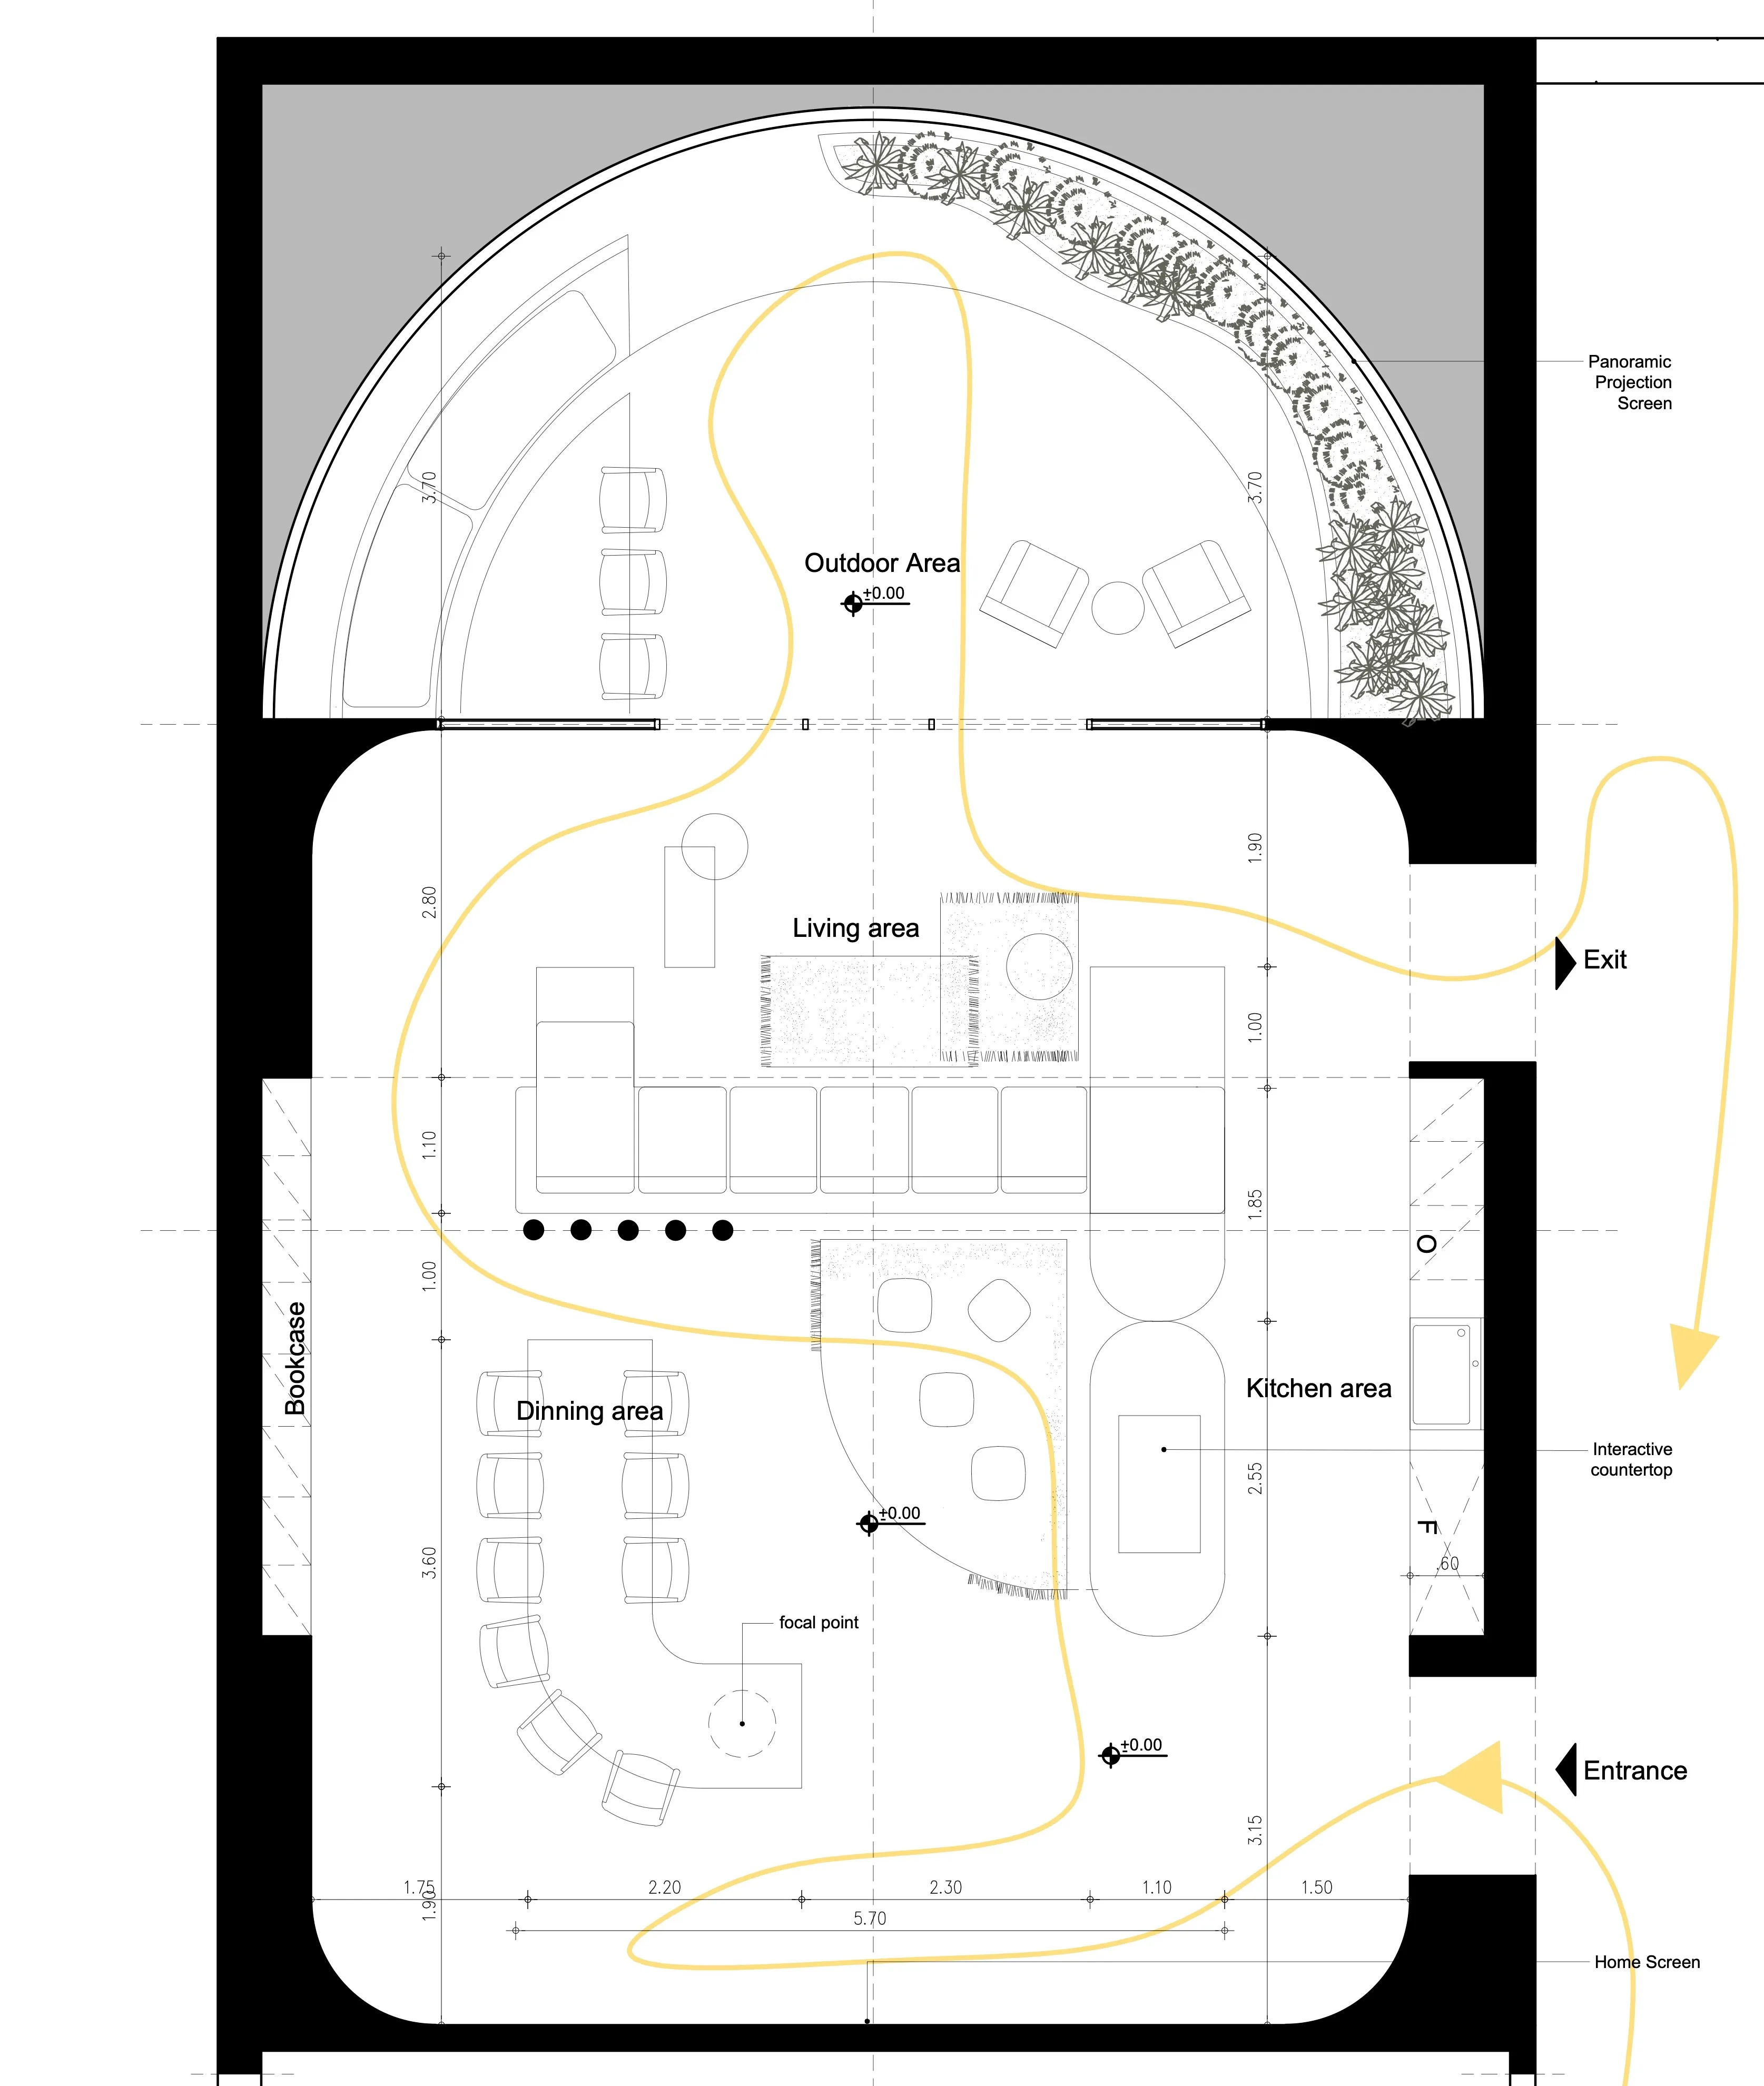 Panoramic
Projection
Screen
3.70
3.70
Outdoor Area
±0.00
1.90
2.80
Living area
Exit
1.00
1.10
1.85
O
1.00
Bookcase
Kitchen area
Dinning area
Interactive
countertop
2.55
±0.00
F
3.60
.60
focal point
±0.00
Entrance
3.15
1.75
1.90
2.20
2.30
1.10
1.50
5.70
Home Screen